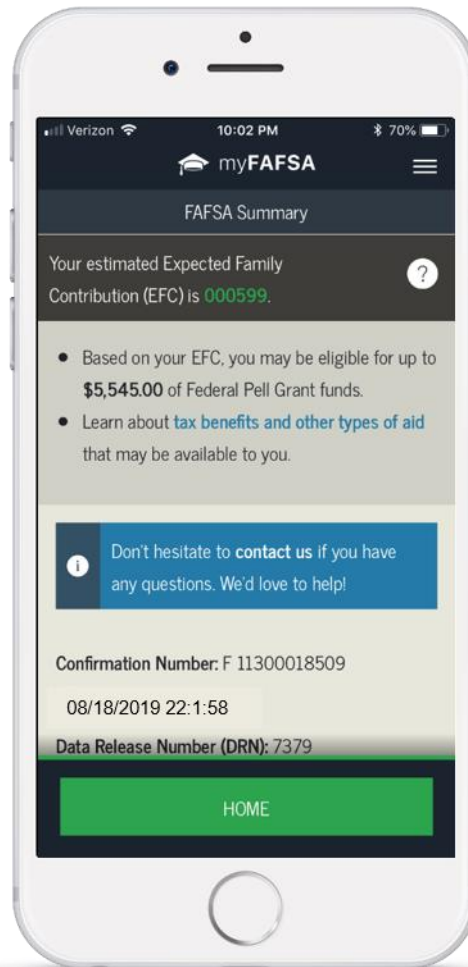 Verizon 10:02 PM 70%
myFAFSA
FAFSA Summary
Your estimated Expected Family
Contribution (EFC) is 000599.
?
• Based on your EFC, you may be eligible for up to
$5,545.00 of Federal Pell Grant funds.
• Learn about tax benefits and other types of aid
that may be available to you.
i
Don't hesitate to contact us if you have
any questions. We'd love to help!
Confirmation Number: F 11300018509
08/18/2019 22:1:58
Data Release Number (DRN): 7379
HOME